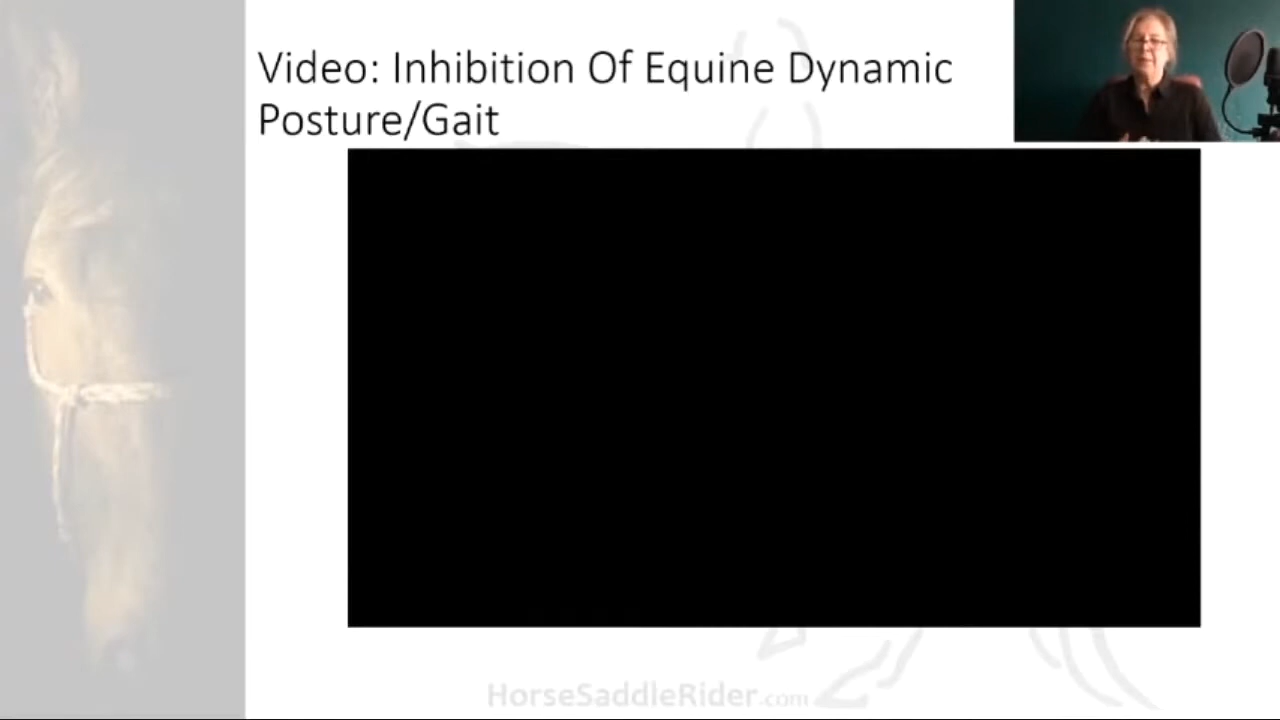 Video: Inhibition Of Equine Dynamic
Posture/Gait
HorseSaddleRider.com